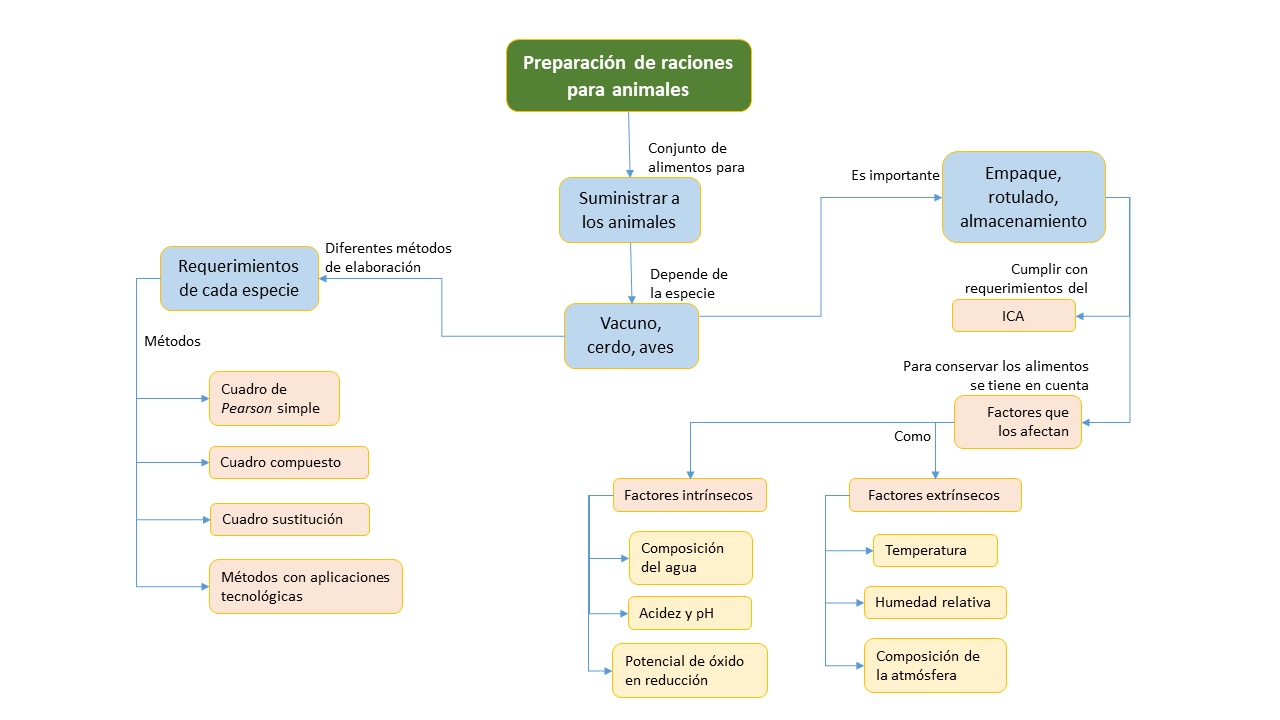 Preparación de raciones
para animales
Conjunto de
alimentos para
Suministrar a
los animales
Depende de
la especie
Vacuno,
cerdo, aves
Diferentes métodos
de elaboración
Requerimientos
de cada especie
Métodos
Cuadro de
Pearson simple
Cuadro compuesto
Cuadro sustitución
Métodos con aplicaciones
tecnológicas
Es importante
Empaque,
rotulado,
almacenamiento
Cumplir con
requerimientos del
ICA
Para conservar los alimentos
se tiene en cuenta
Factores que
los afectan
Como
Factores intrínsecos
Composición
del agua
Acidez y pH
Potencial de óxido
en reducción
Factores extrínsecos
Temperatura
Humedad relativa
Composición de
la atmósfera